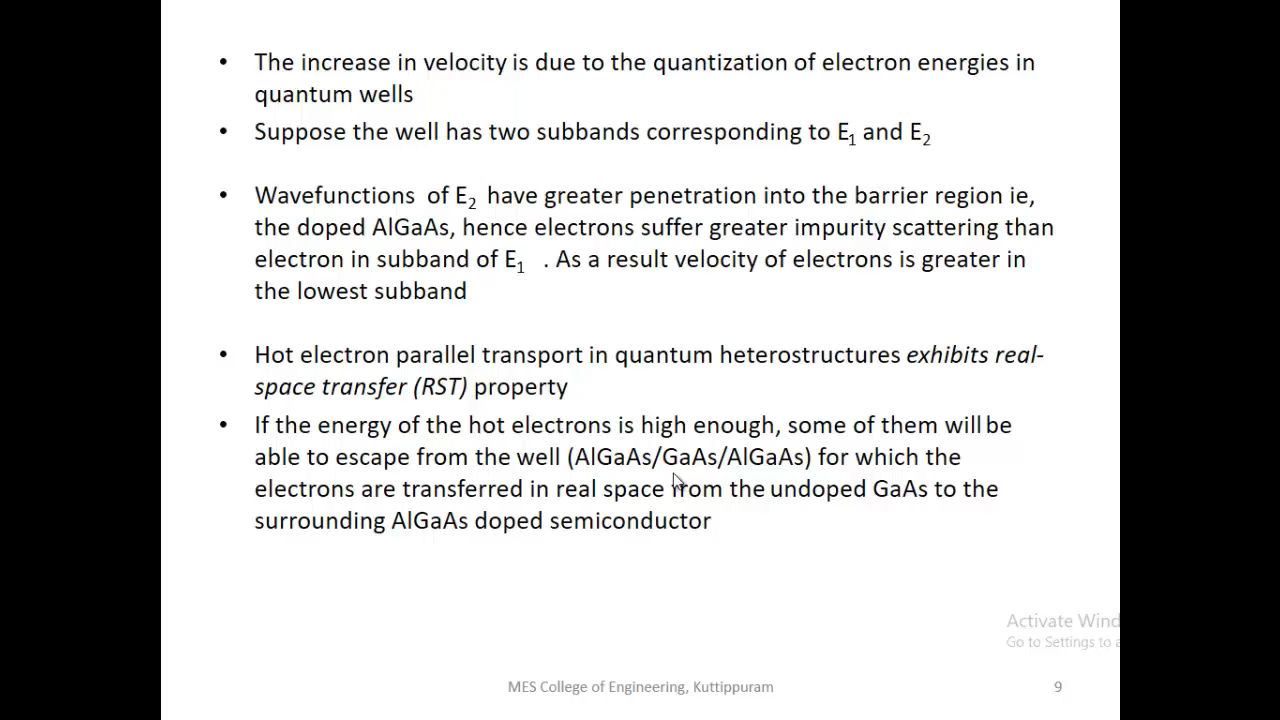 • The increase in velocity is due to the quantization of electron energies in
quantum wells
• Suppose the well has two subbands corresponding to E₁ and E₂
• Wavefunctions of E₂ have greater penetration into the barrier region ie,
the doped AlGaAs, hence electrons suffer greater impurity scattering than
electron in subband of E₁ . As a result velocity of electrons is greater in
the lowest subband
• Hot electron parallel transport in quantum heterostructures exhibits real-
space transfer (RST) property
• If the energy of the hot electrons is high enough, some of them will be
able to escape from the well (AlGaAs/GaAs/AlGaAs) for which the
electrons are transferred in real space from the undoped GaAs to the
surrounding AlGaAs doped semiconductor
Activate Wind
Go to Settings to a
MES College of Engineering, Kuttippuram 9